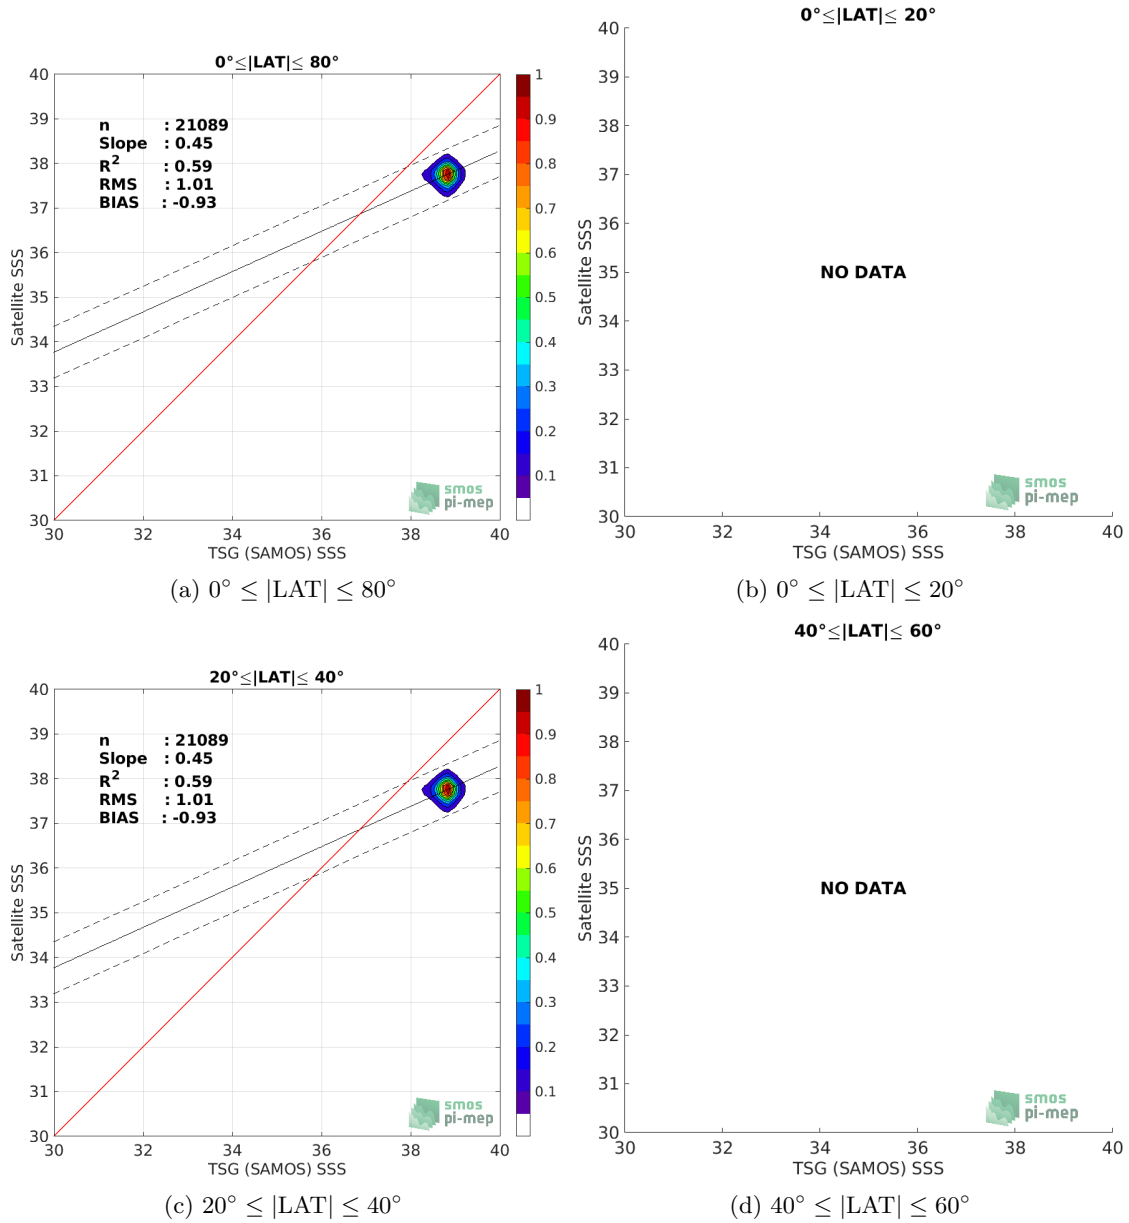 0°≤|LAT|≤ 80°
40
39
38
37
36
35
34
33
32
31
30
Satellite SSS
n : 21089
Slope : 0.45
R² : 0.59
RMS : 1.01
BIAS : -0.93
smos
pi-mep
30 32 34 36 38 40
TSG (SAMOS) SSS
1
0.9
0.8
0.7
0.6
0.5
0.4
0.3
0.2
0.1
(a) 0° ≤ |LAT| ≤ 80°
0°≤|LAT|≤ 20°
40
39
38
37
36
35
34
33
32
31
30
Satellite SSS
NO DATA
smos
pi-mep
30 32 34 36 38 40
TSG (SAMOS) SSS
(b) 0° ≤ |LAT| ≤ 20°
20°≤|LAT|≤ 40°
40
39
38
37
36
35
34
33
32
31
30
Satellite SSS
n : 21089
Slope : 0.45
R² : 0.59
RMS : 1.01
BIAS : -0.93
smos
pi-mep
30 32 34 36 38 40
TSG (SAMOS) SSS
1
0.9
0.8
0.7
0.6
0.5
0.4
0.3
0.2
0.1
(c) 20° ≤ |LAT| ≤ 40°
40°≤|LAT|≤ 60°
40
39
38
37
36
35
34
33
32
31
30
Satellite SSS
NO DATA
smos
pi-mep
30 32 34 36 38 40
TSG (SAMOS) SSS
(d) 40° ≤ |LAT| ≤ 60°